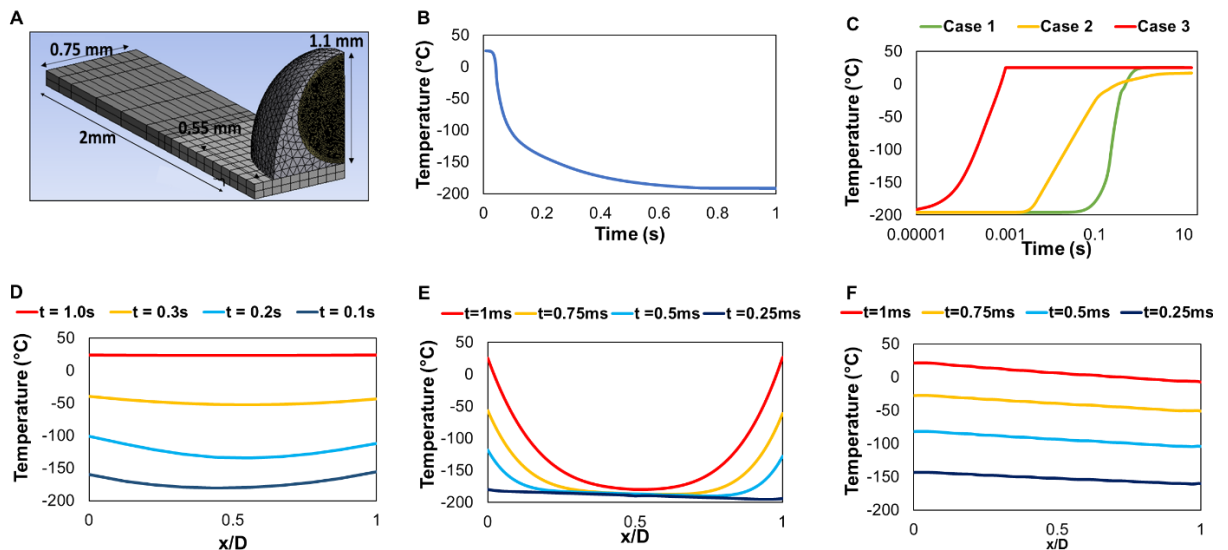 A
0.75 mm
1.1 mm
0.55 mm
2mm
B
Temperature (°C)
50
0
-50
-100
-150
-200
0 0.2 0.4 0.6 0.8 1
Time (s)
C
Case 1 Case 2 Case 3
Temperature (°C)
50
0
-50
-100
-150
-200
0.00001 0.001 0.1 10
Time (s)
D
t = 1.0s t = 0.3s t = 0.2s t = 0.1s
Temperature (°C)
50
0
-50
-100
-150
-200
0 0.5 1
x/D
E
t=1ms t=0.75ms t =0.5ms t =0.25ms
Temperature (°C)
50
0
-50
-100
-150
-200
0 0.5 1
x/D
F
t=1ms t=0.75ms t=0.5ms t=0.25ms
Temperature (°C)
50
0
-50
-100
-150
-200
0 0.5 1
x/D